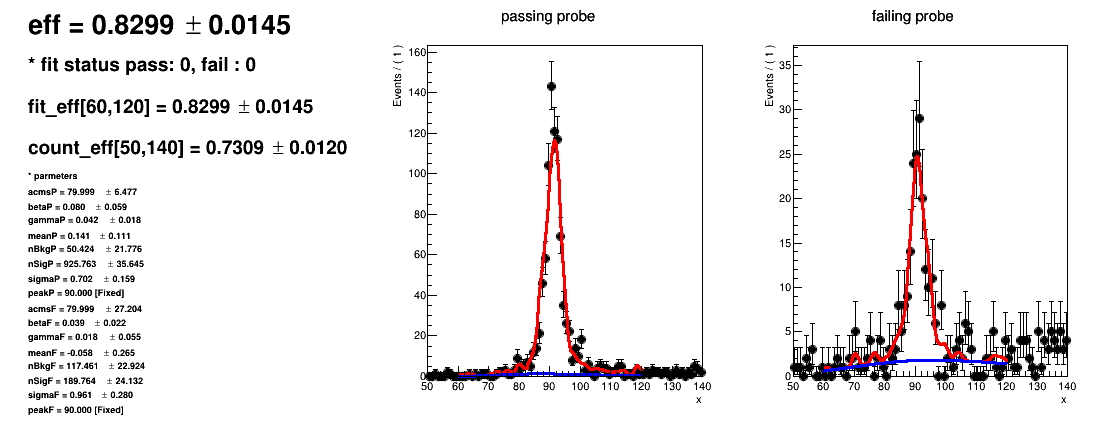 eff = 0.8299 ± 0.0145
* fit status pass: 0, fail : 0
fit_eff[60,120] = 0.8299 ± 0.0145
count_eff[50,140] = 0.7309 ± 0.0120
* parmeters
acmsP = 79.999 ± 6.477
betaP = 0.080 ± 0.059
gammaP = 0.042 ± 0.018
meanP = 0.141 ± 0.111
nBkgP = 50.424 ± 21.776
nSigP = 925.763 ± 35.645
sigmaP = 0.702 ± 0.159
peakP = 90.000 [Fixed]
acmsF = 79.999 ± 27.204
betaF = 0.039 ± 0.022
gammaF = 0.018 ± 0.055
meanF = -0.058 ± 0.265
nBkgF = 117.461 ± 22.924
nSigF = 189.764 ± 24.132
sigmaF = 0.961 ± 0.280
peakF = 90.000 [Fixed]
passing probe
Events / ( 1 )
160
140
120
100
80
60
40
20
0
50 60 70 80 90 100 110 120 130 140
x
failing probe
Events / ( 1 )
35
30
25
20
15
10
5
0
50 60 70 80 90 100 110 120 130 140
x